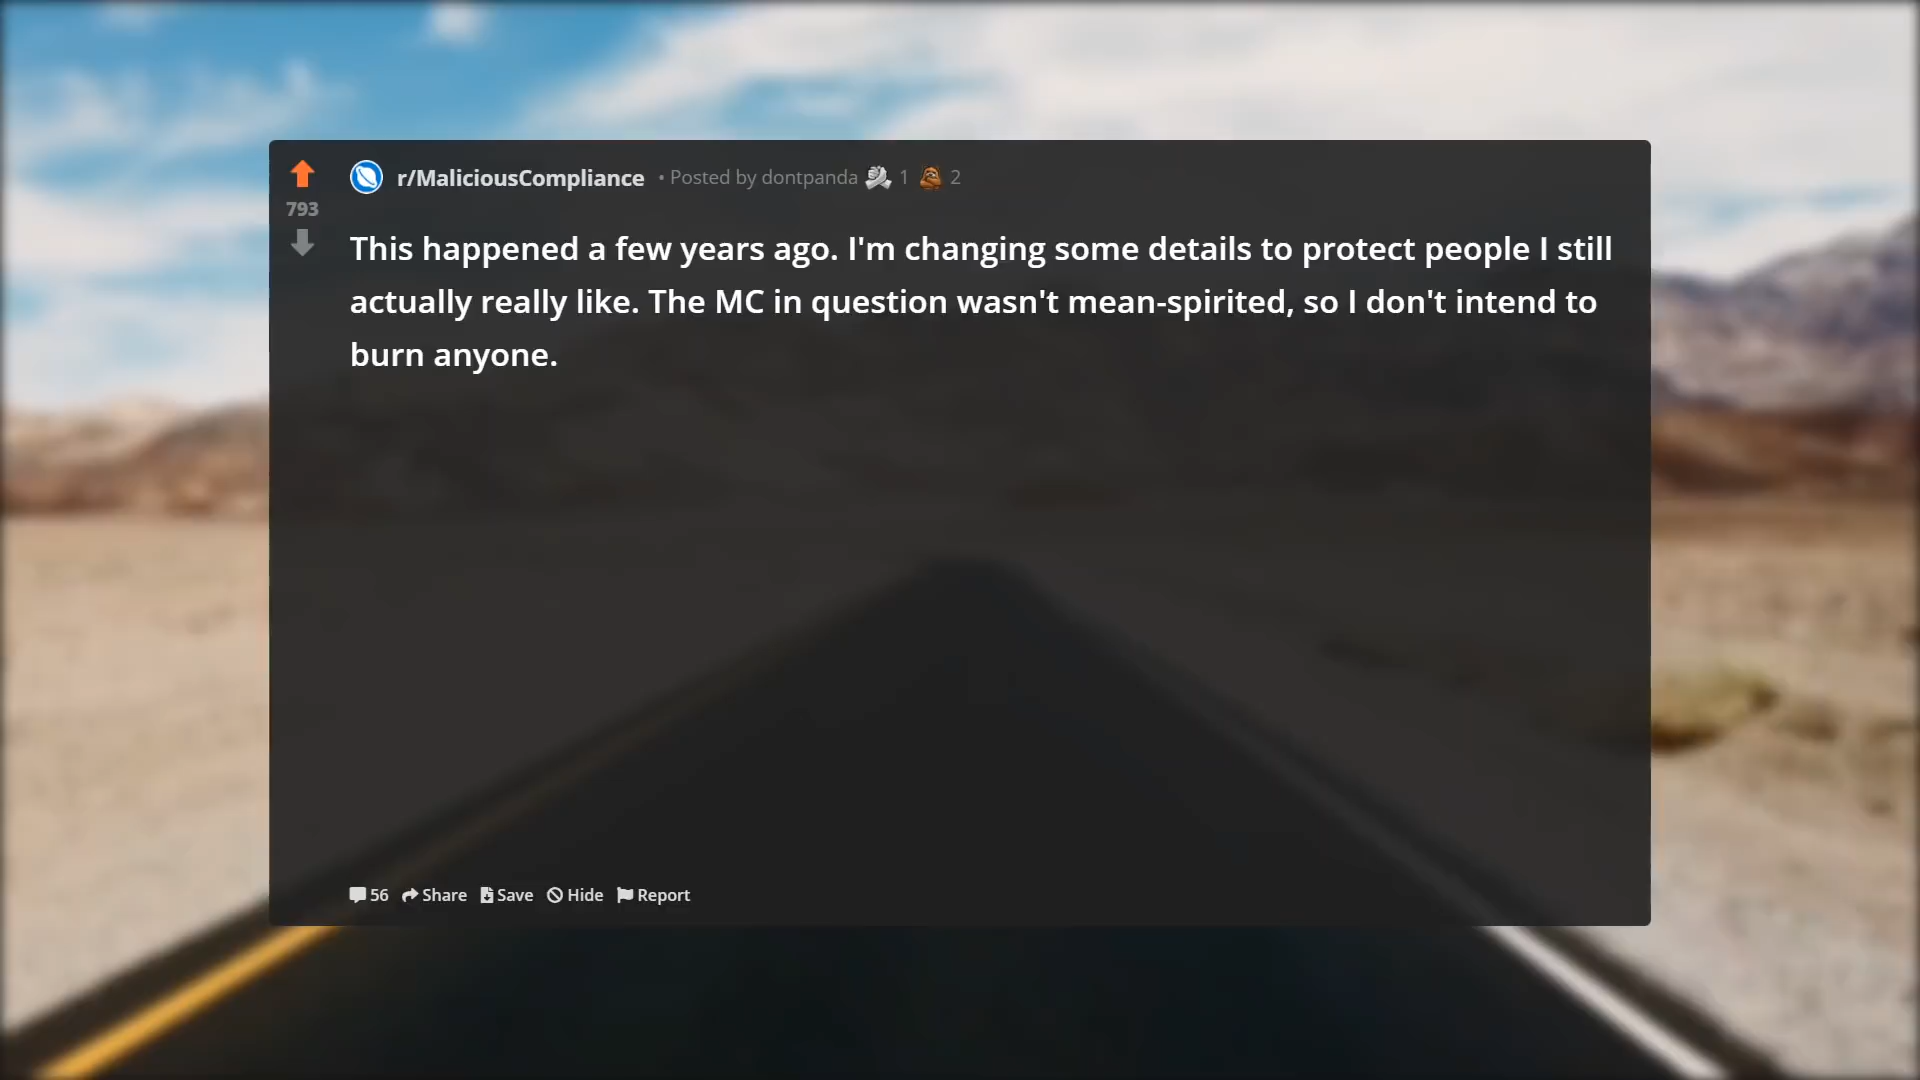 r/MaliciousCompliance • Posted by dontpanda 1 2
793
This happened a few years ago. I'm changing some details to protect people I still
actually really like. The MC in question wasn't mean-spirited, so I don't intend to
burn anyone.
56 Share Save Hide Report